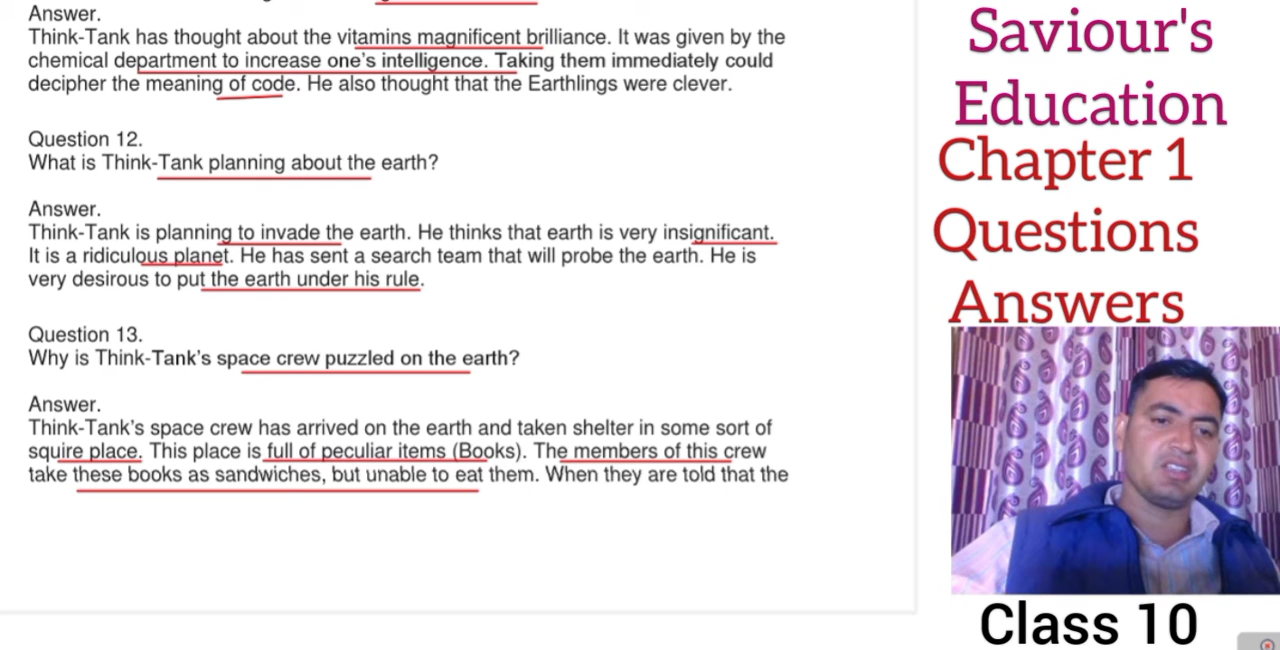 Answer.
Think-Tank has thought about the vitamins magnificent brilliance. It was given by the
chemical department to increase one's intelligence. Taking them immediately could
decipher the meaning of code. He also thought that the Earthlings were clever.
Question 12.
What is Think-Tank planning about the earth?
Answer.
Think-Tank is planning to invade the earth. He thinks that earth is very insignificant.
It is a ridiculous planet. He has sent a search team that will probe the earth. He is
very desirous to put the earth under his rule.
Question 13.
Why is Think-Tank's space crew puzzled on the earth?
Answer.
Think-Tank's space crew has arrived on the earth and taken shelter in some sort of
squire place. This place is full of peculiar items (Books). The members of this crew
take these books as sandwiches, but unable to eat them. When they are told that the
Saviour's
Education
Chapter 1
Questions
Answers
Class 10